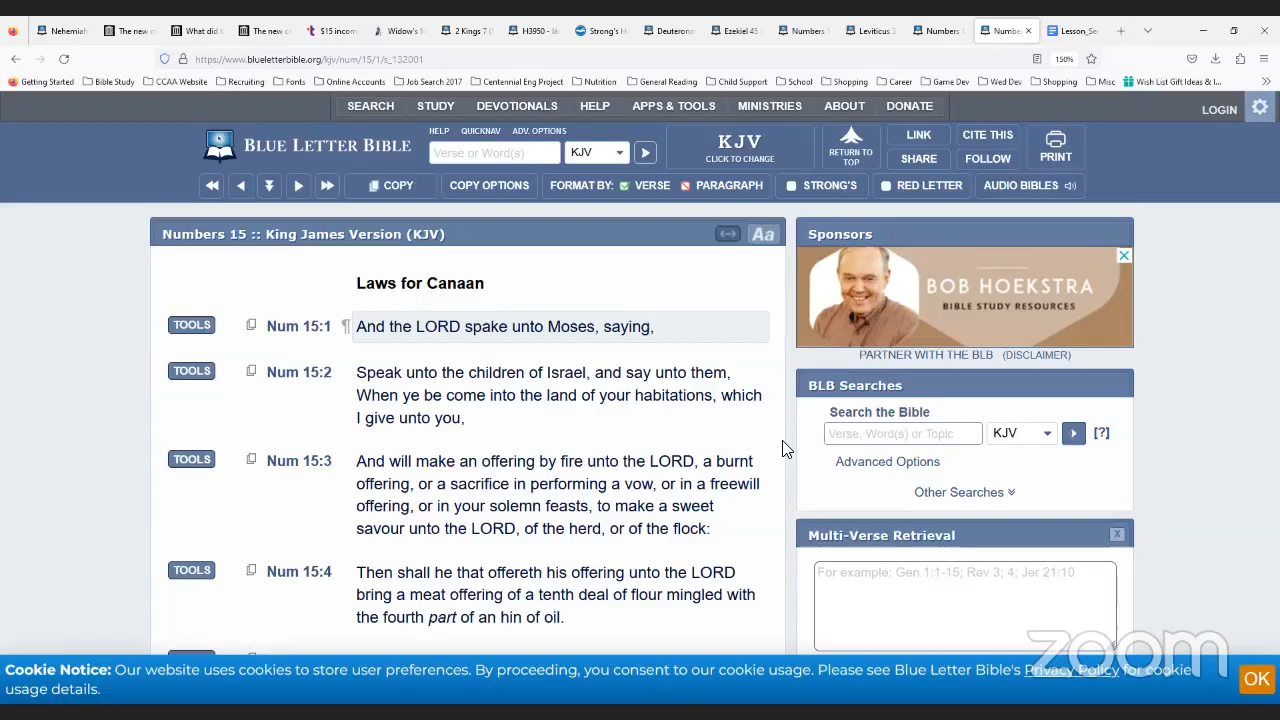 Nehemiah
The new c
What did
The new c
$15 incom
Widow's
2 Kings 7 (
H3950 - la
Strong's H
Deuterono
Ezekiel 45
Numbers
Leviticus
Numbers
Numbe
Lesson_Se
https://www.blueletterbible.org/kjv/num/15/1/s_132001
150%
Getting Started
Bible Study
CCAA Website
Recruiting
Fonts
Online Accounts
Job Search 2017
Centennial Eng Project
Nutrition
General Reading
Child Support
School
Shopping
Career
Game Dev
Wed Dev
Shopping
Misc
Wish List Gift Ideas & I...
SEARCH STUDY DEVOTIONALS HELP APPS & TOOLS MINISTRIES ABOUT DONATE
LOGIN
BLUE LETTER BIBLE
HELP QUICKNAV ADV. OPTIONS
Verse or Word(s)
KJV
KJV
CLICK TO CHANGE
RETURN TO
TOP
LINK
CITE THIS
SHARE
FOLLOW
PRINT
COPY
COPY OPTIONS
FORMAT BY: VERSE PARAGRAPH
STRONG'S
RED LETTER
AUDIO BIBLES
Numbers 15 :: King James Version (KJV)
Aa
Laws for Canaan
TOOLS Num 15:1 ¶ And the LORD spake unto Moses, saying,
TOOLS Num 15:2 Speak unto the children of Israel, and say unto them,
When ye be come into the land of your habitations, which
I give unto you,
TOOLS Num 15:3 And will make an offering by fire unto the LORD, a burnt
offering, or a sacrifice in performing a vow, or in a freewill
offering, or in your solemn feasts, to make a sweet
savour unto the LORD, of the herd, or of the flock:
TOOLS Num 15:4 Then shall he that offereth his offering unto the LORD
bring a meat offering of a tenth deal of flour mingled with
the fourth part of an hin of oil.
Sponsors
BOB HOEKSTRA
BIBLE STUDY RESOURCES
PARTNER WITH THE BLB (DISCLAIMER)
BLB Searches
Search the Bible
Verse, Word(s) or Topic
KJV
[?]
Advanced Options
Other Searches
Multi-Verse Retrieval
X
For example: Gen 1:1-15; Rev 3; 4; Jer 21:10
zoom
Cookie Notice: Our website uses cookies to store user preferences. By proceeding, you consent to our cookie usage. Please see Blue Letter Bible's Privacy Policy for cookie
usage details.
OK